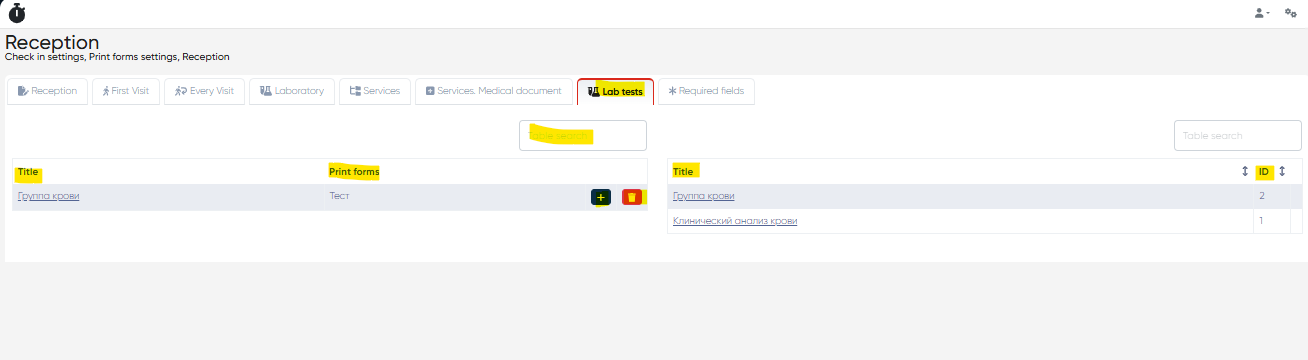 Reception
Check in settings, Print forms settings, Reception
Reception First Visit Every Visit Laboratory Services Services. Medical document Lab tests Required fields
Table search Table search
Title Print forms
Группа крови Тест
Title ID
Группа крови 2
Клинический анализ крови 1